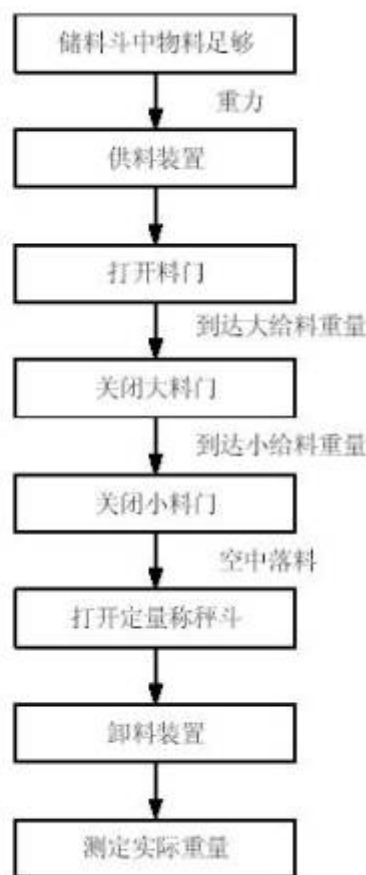 储料斗中物料足够
重力
供料装置
打开料门
到达大给料重量
关闭大料门
到达小给料重量
关闭小料门
空中落料
打开定量称秤斗
卸料装置
测定实际重量